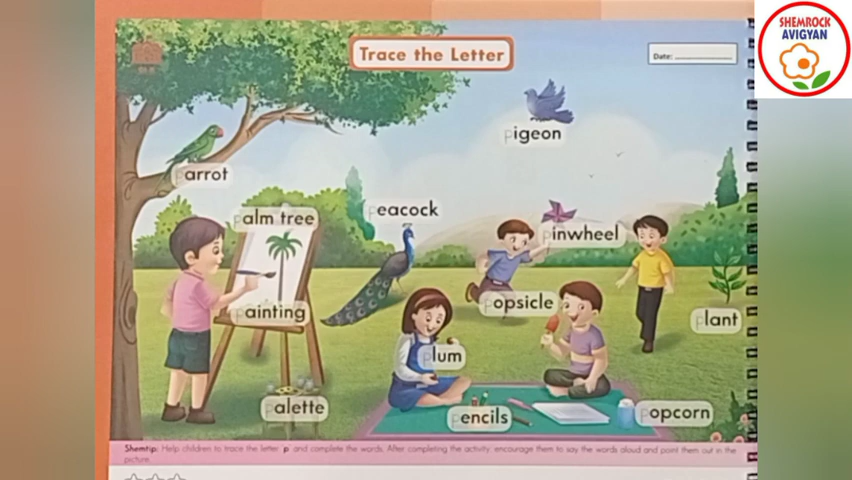 SHEMROCK
AVIGYAN
Trace the Letter
Date:
pigeon
parrot
palm tree
peacock
pinwheel
painting
popsicle
plant
plum
palette
pencils
popcorn
Shemtip: Help children to trace the letter p and complete the words. After completing the activity, encourage them to say the words aloud and point them out in the
picture.